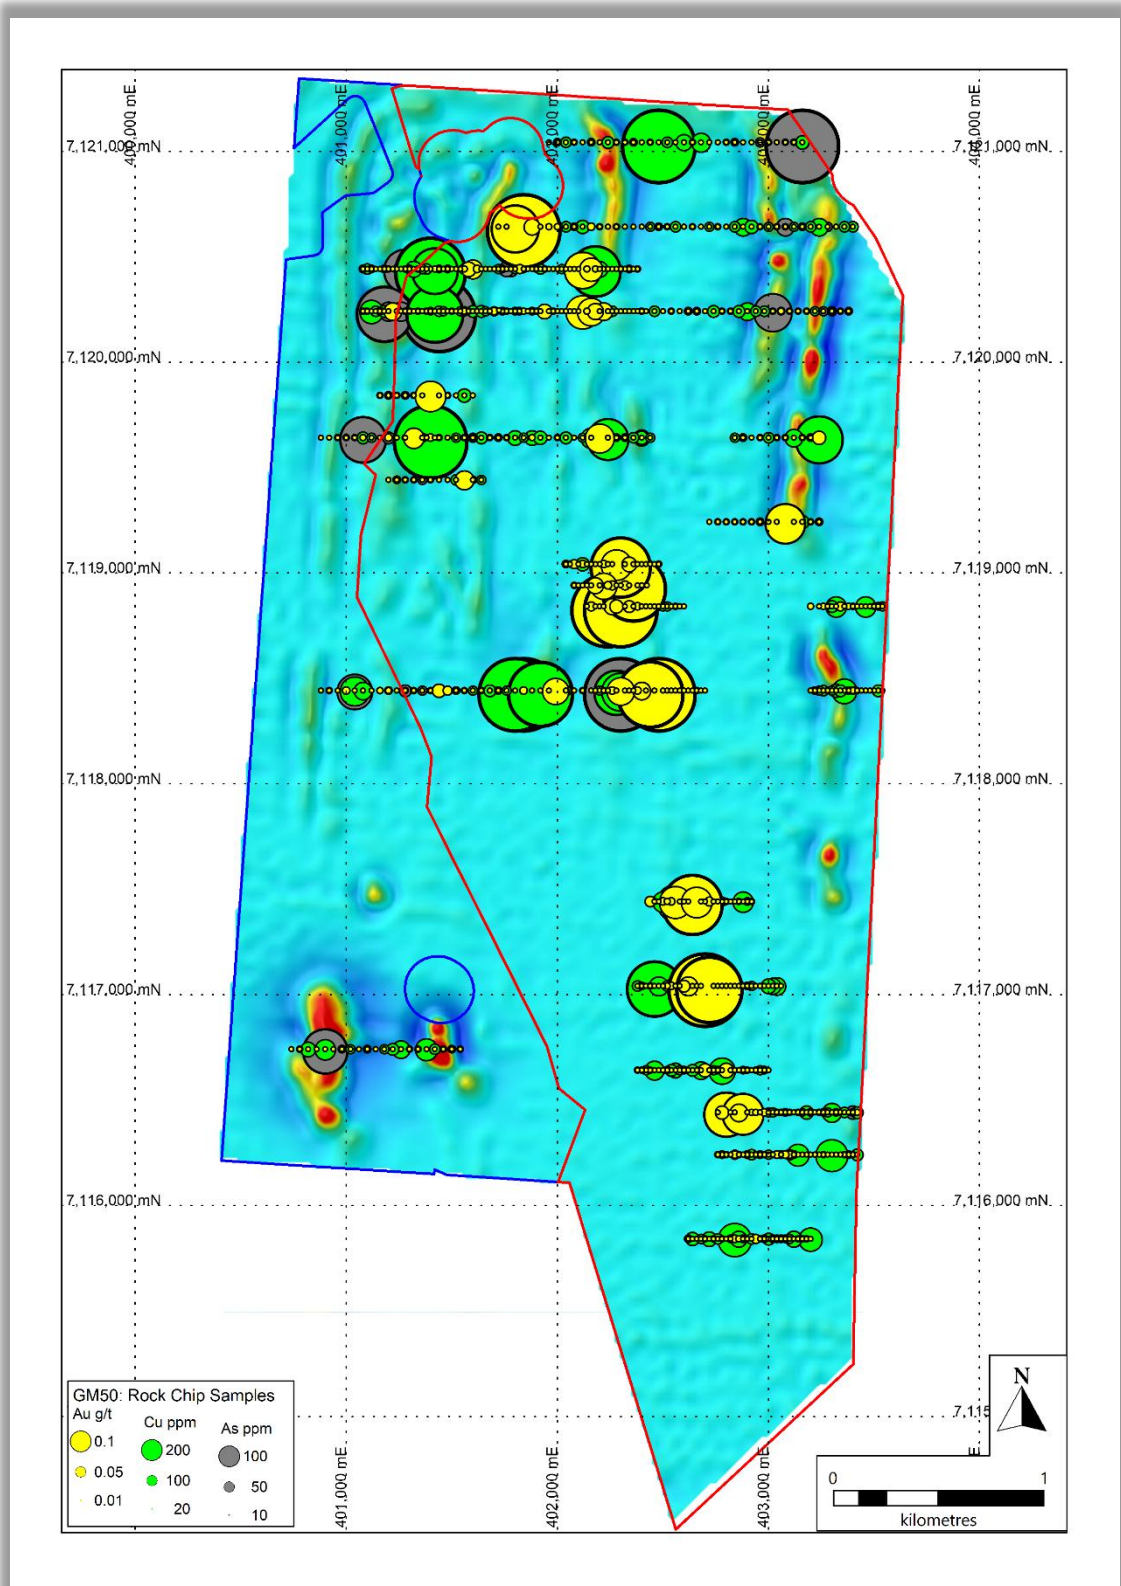 400,000 mE
401,000 mE
402,000 mE
403,000 mE
404,000 mE
7,121,000 mN
7,121,000 mN
7,120,000 mN
7,120,000 mN
7,119,000 mN
7,119,000 mN
7,118,000 mN
7,118,000 mN
7,117,000 mN
7,117,000 mN
7,116,000 mN
7,116,000 mN
7,115
N
GM50: Rock Chip Samples
Au g/t Cu ppm As ppm
0.1 200 100
0.05 100 50
0.01 20 10
401,000 mE
402,000 mE
403,000 mE
0 1
kilometres